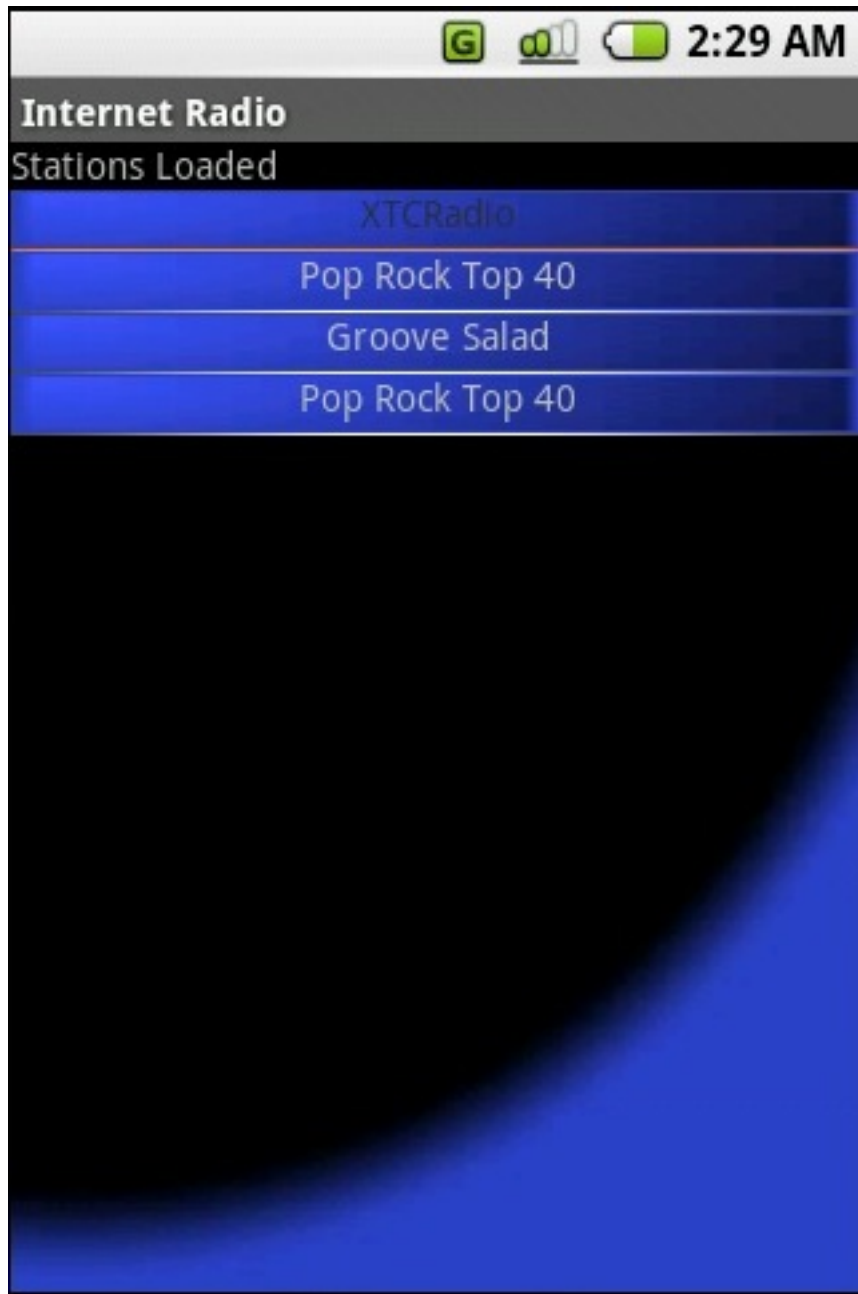 G 2:29 AM
Internet Radio
Stations Loaded
XTCRadio
Pop Rock Top 40
Groove Salad
Pop Rock Top 40